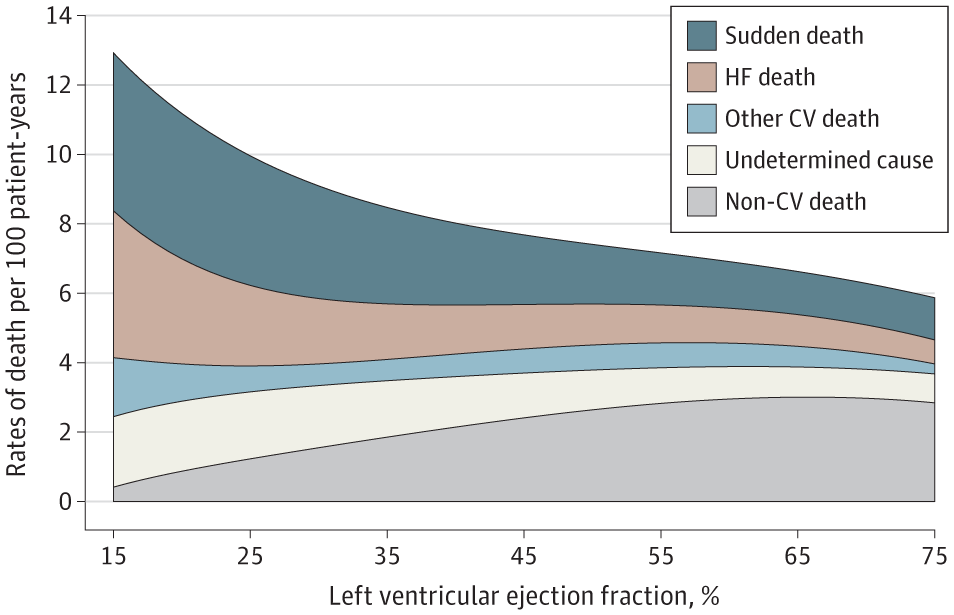 14
12
10
8
6
4
2
0
Rates of death per 100 patient-years
Sudden death
HF death
Other CV death
Undetermined cause
Non-CV death
15 25 35 45 55 65 75
Left ventricular ejection fraction, %